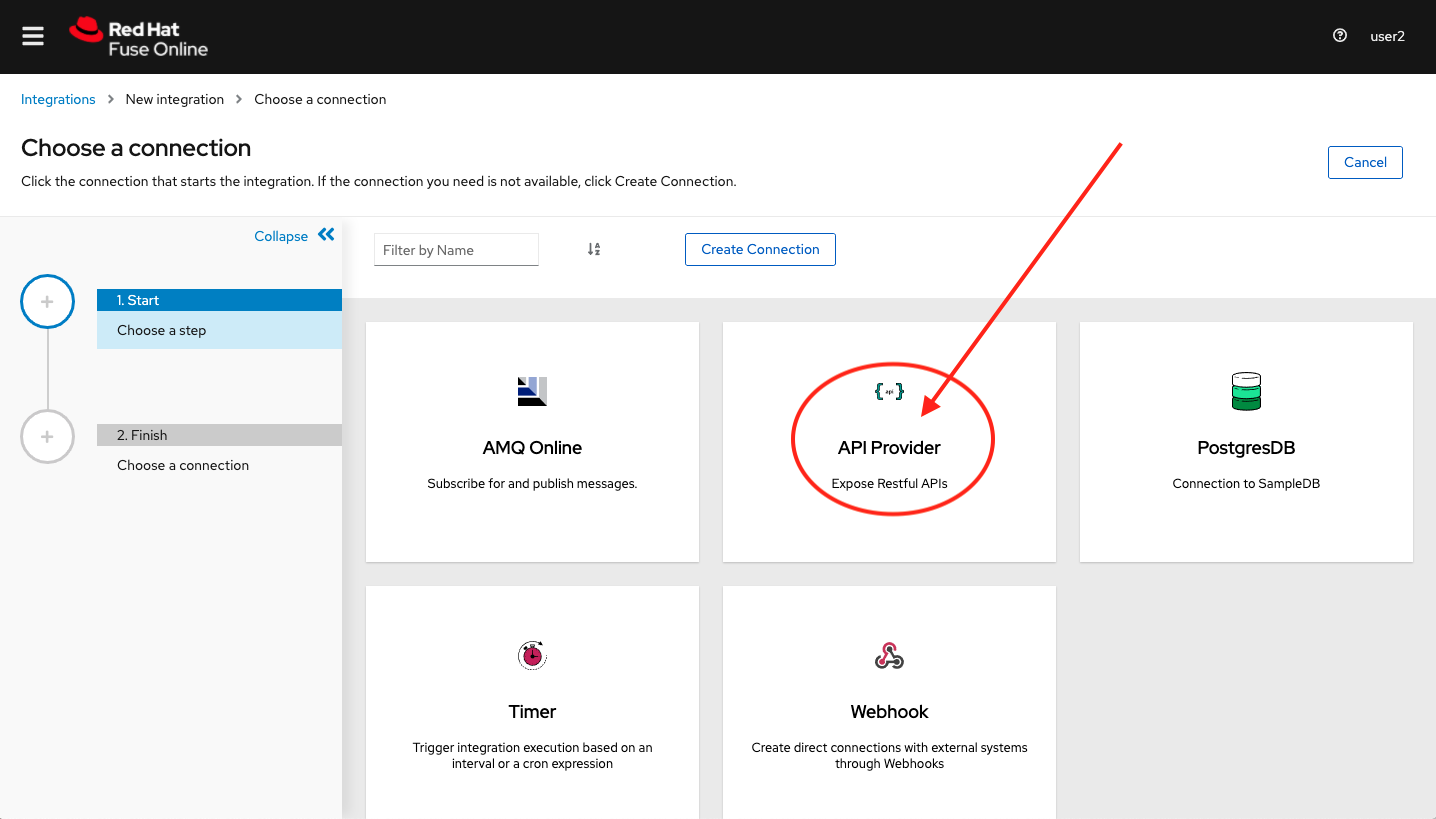 Red Hat
Fuse Online
user2
Integrations > New integration > Choose a connection
Choose a connection
Click the connection that starts the integration. If the connection you need is not available, click Create Connection.
Cancel
Collapse
Filter by Name
Create Connection
1. Start
Choose a step
2. Finish
Choose a connection
AMQ Online
Subscribe for and publish messages.
api
API Provider
Expose Restful APIs
PostgresDB
Connection to SampleDB
Timer
Trigger integration execution based on an
interval or a cron expression
Webhook
Create direct connections with external systems
through Webhooks